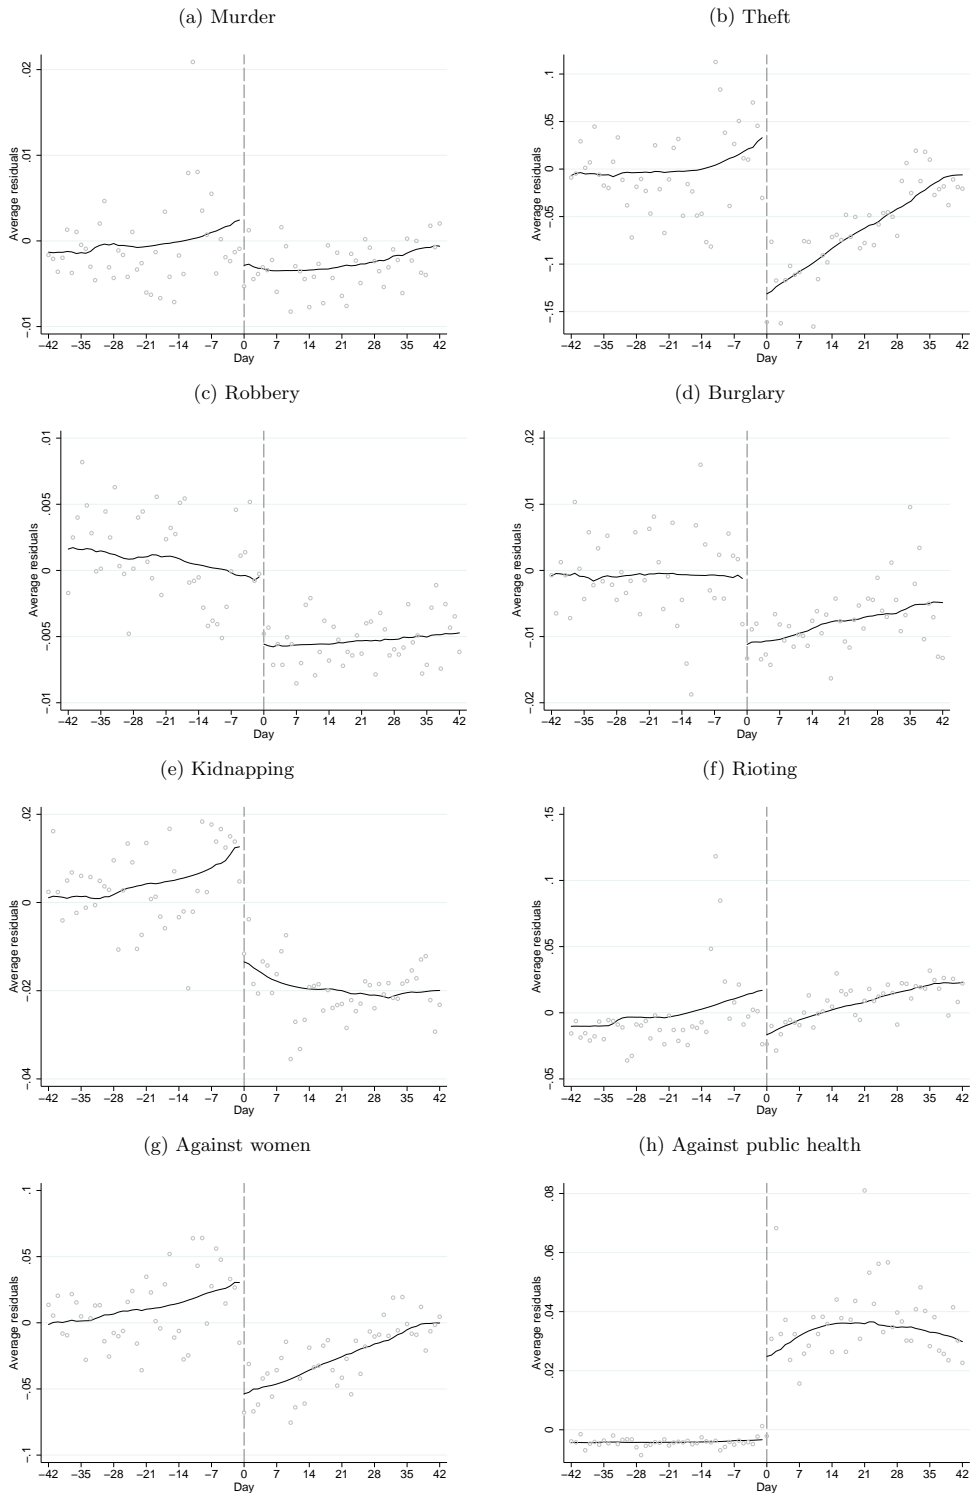 (a) Murder
(b) Theft
Average residuals
.02
.01
0
-.01
-42 -35 -28 -21 -14 -7 0 7 14 21 28 35 42
Day
Average residuals
.1
.05
0
-.05
-.1
-.15
-42 -35 -28 -21 -14 -7 0 7 14 21 28 35 42
Day
(c) Robbery
(d) Burglary
Average residuals
.01
.005
0
-.005
-.01
-42 -35 -28 -21 -14 -7 0 7 14 21 28 35 42
Day
Average residuals
.02
.01
0
-.01
-.02
-42 -35 -28 -21 -14 -7 0 7 14 21 28 35 42
Day
(e) Kidnapping
(f) Rioting
Average residuals
.02
0
-.02
-.04
-42 -35 -28 -21 -14 -7 0 7 14 21 28 35 42
Day
Average residuals
.15
.1
.05
0
-.05
-42 -35 -28 -21 -14 -7 0 7 14 21 28 35 42
Day
(g) Against women
(h) Against public health
Average residuals
.1
.05
0
-.05
-.1
-42 -35 -28 -21 -14 -7 0 7 14 21 28 35 42
Day
Average residuals
.08
.06
.04
.02
0
-42 -35 -28 -21 -14 -7 0 7 14 21 28 35 42
Day